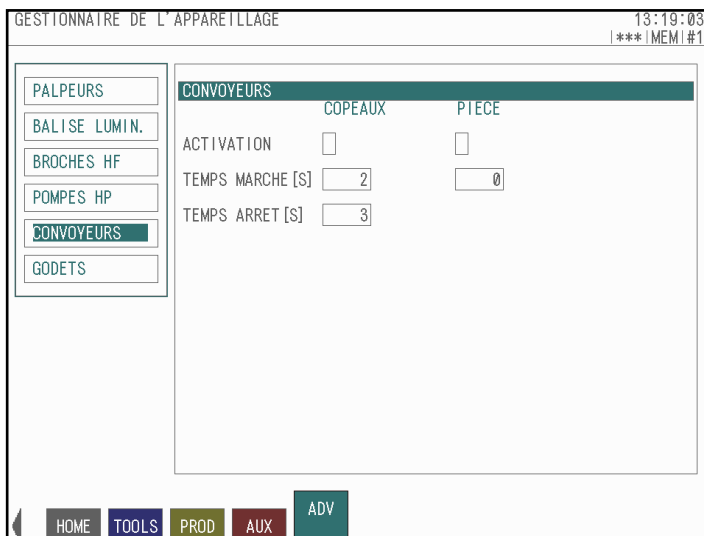 GESTIONNAIRE DE L'APPAREILLAGE 13:19:03
|***|MEM|#1
PALPEURS
BALISE LUMIN.
BROCHES HF
POMPES HP
CONVOYEURS
GODETS
CONVOYEURS
COPEAUX PIECE
ACTIVATION
TEMPS MARCHE[S] 2 0
TEMPS ARRET[S] 3
HOME TOOLS PROD AUX ADV